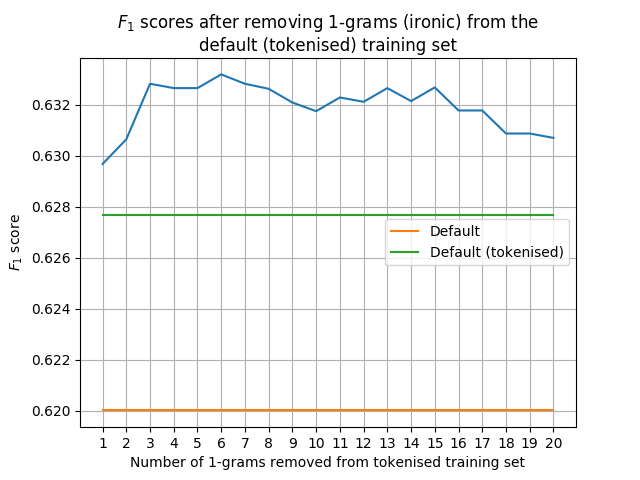 F1 scores after removing 1-grams (ironic) from the
default (tokenised) training set
0.632
0.630
0.628
0.626
0.624
0.622
0.620
F1 score
Default
Default (tokenised)
1 2 3 4 5 6 7 8 9 10 11 12 13 14 15 16 17 18 19 20
Number of 1-grams removed from tokenised training set